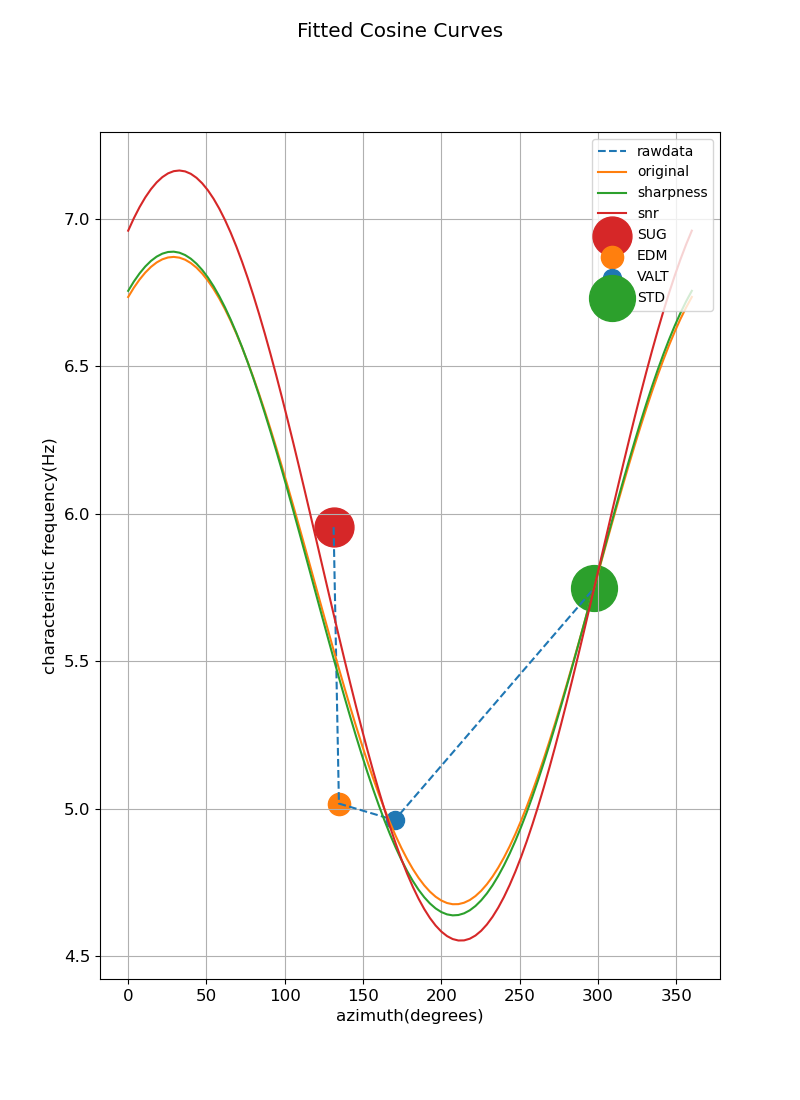 Fitted Cosine Curves
rawdata
original
sharpness
snr
SUG
EDM
VALT
STD
7.0
6.5
6.0
5.5
5.0
4.5
characteristic frequency(Hz)
0 50 100 150 200 250 300 350
azimuth(degrees)